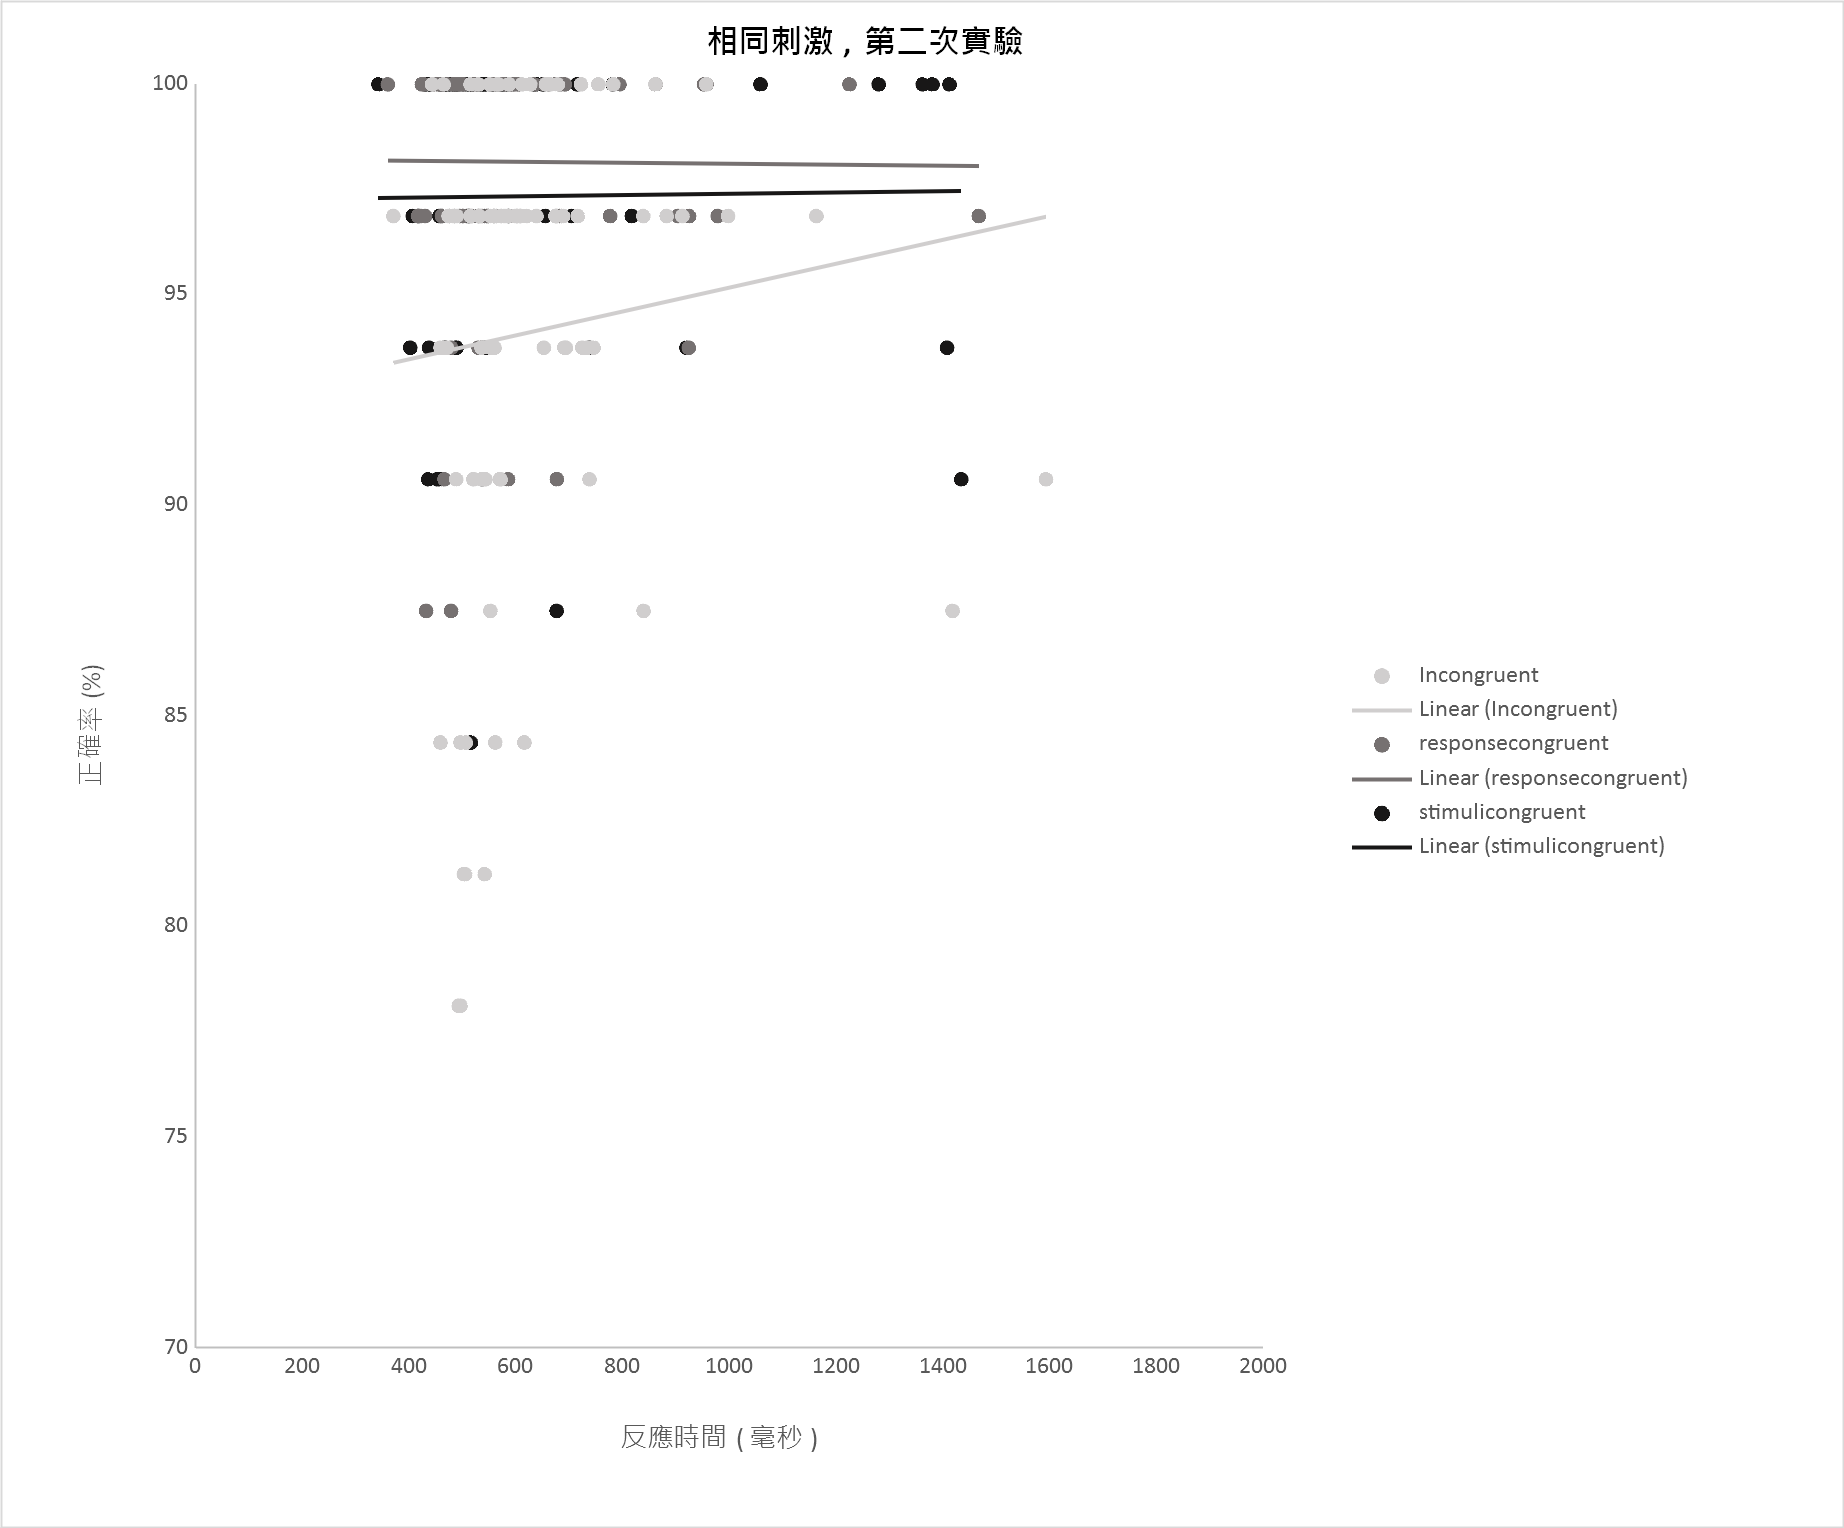 相同刺激，第二次實驗
100
95
90
85
80
75
70
0 200 400 600 800 1000 1200 1400 1600 1800 2000
正確率 (%)
反應時間 ( 毫秒 )
Incongruent
Linear (Incongruent)
responsecongruent
Linear (responsecongruent)
stimulicongruent
Linear (stimulicongruent)